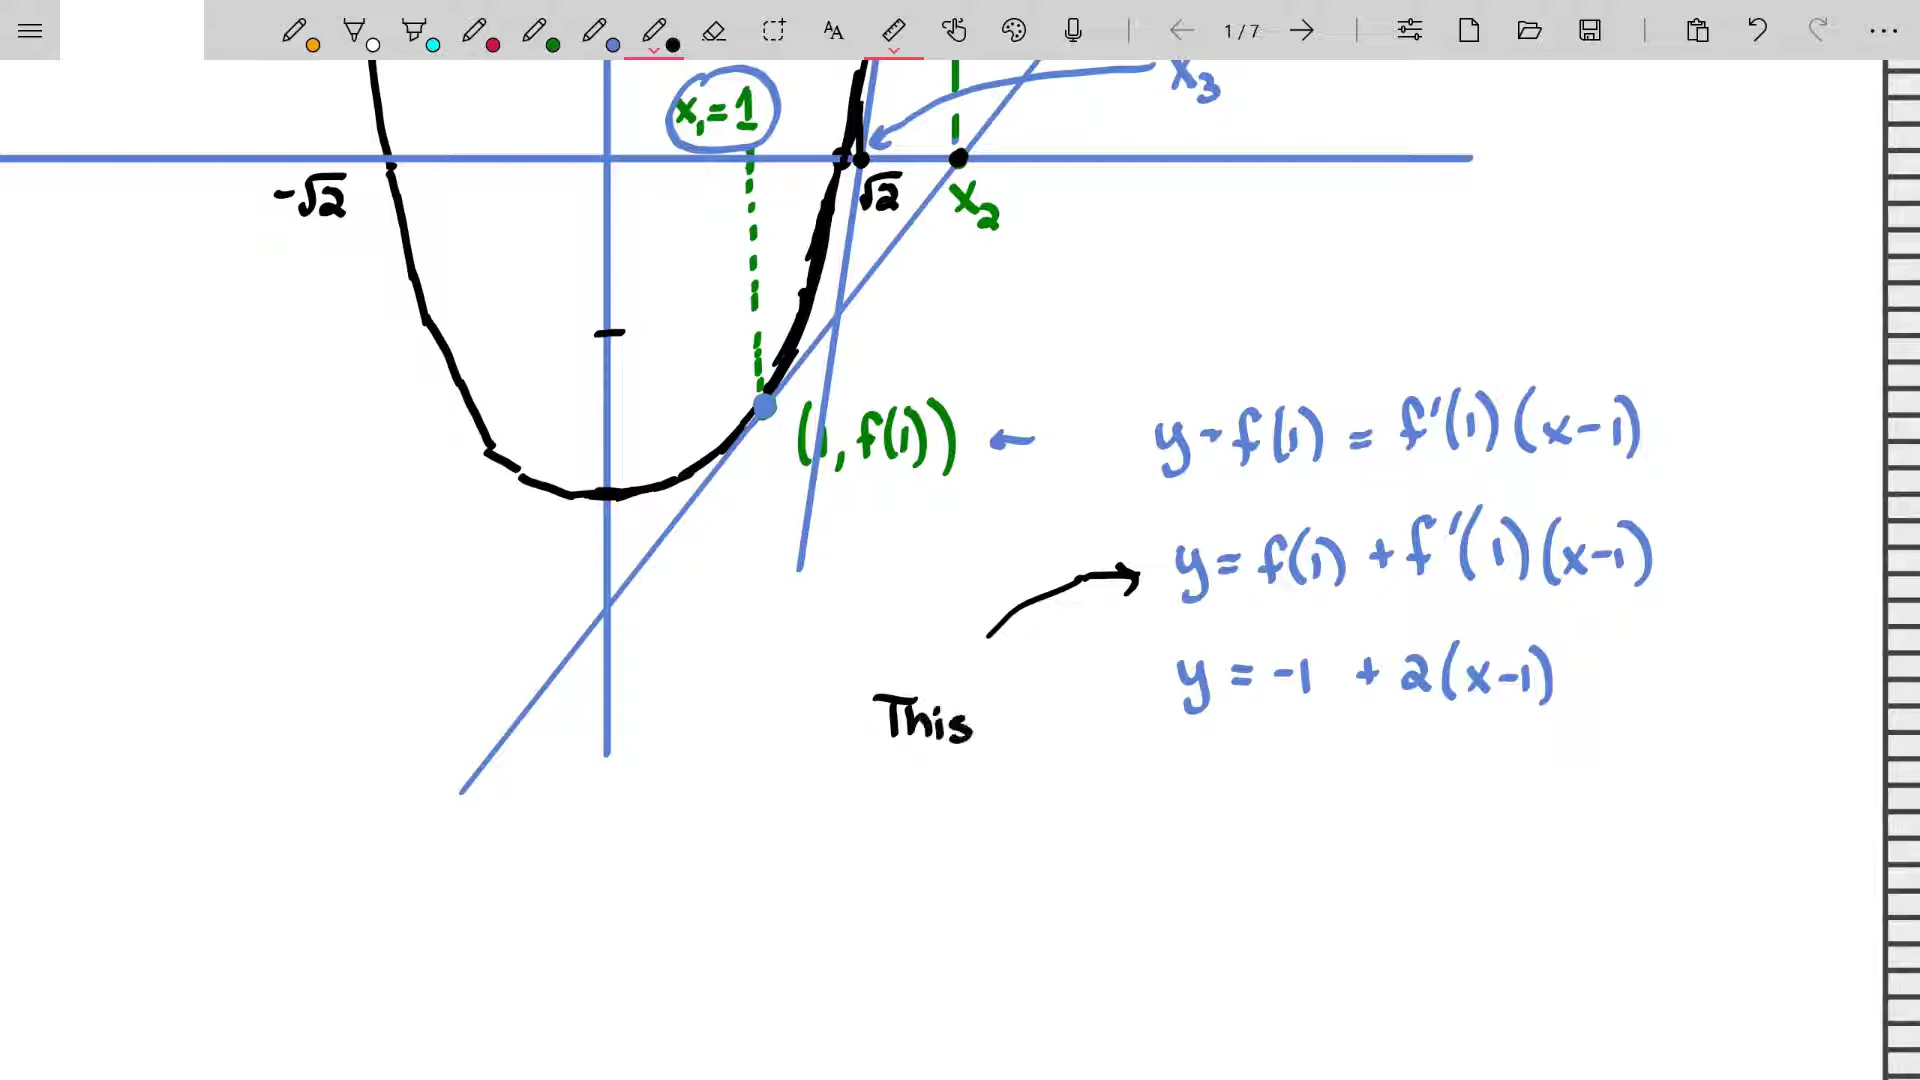 1 / 7
x₁ = 1
x₃
-√2
√2
x₂
(1, f(1)) ← y - f(1) = f'(1)(x-1)
y = f(1) + f'(1)(x-1)
y = -1 + 2(x-1)
This